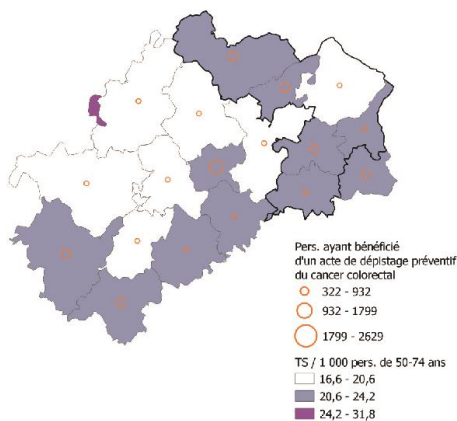 Pers. ayant bénéficié
d'un acte de dépistage préventif
du cancer colorectal
322 - 932
932 - 1799
1799 - 2629
TS / 1 000 pers. de 50-74 ans
16,6 - 20,6
20,6 - 24,2
24,2 - 31,8